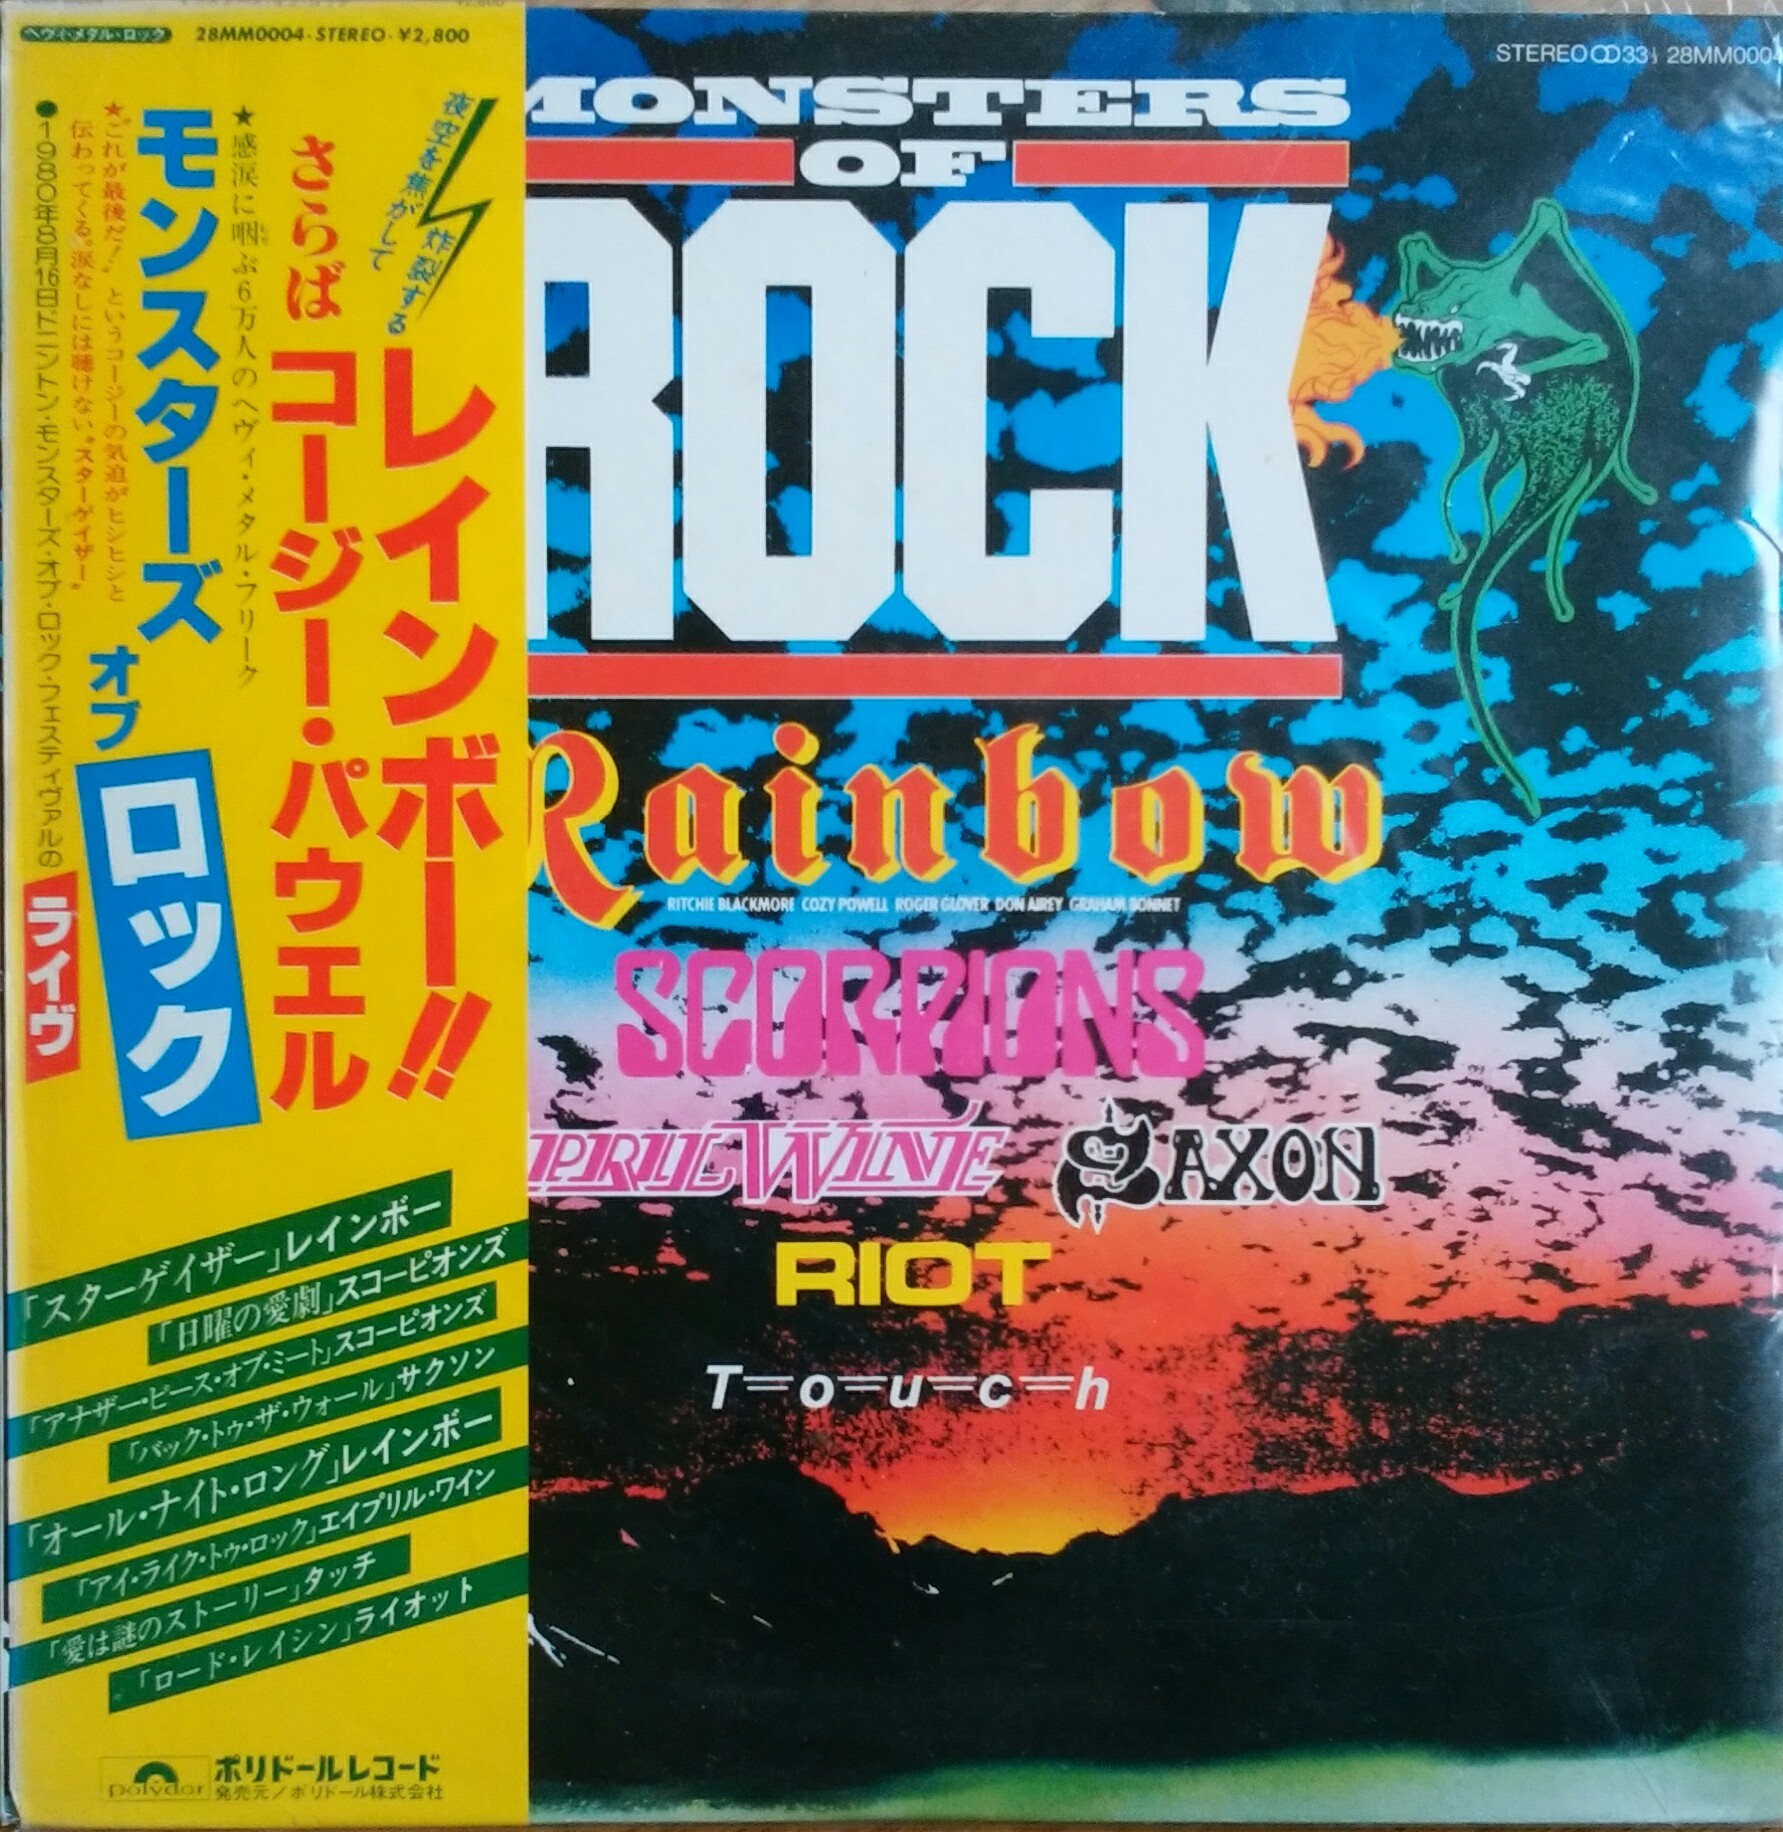 ヘヴィ・メタル・ロック 28MM0004・STEREO・¥2,800
夜空を焦がして
炸裂する
レインボー!!
さらば コージー・パウエル
★感涙に咽ぶ6万人のヘヴィ・メタル・フリーク
モンスターズ オブ ロック
★“これが最後だ！”というコージーの気迫がヒシヒシと
伝わってくる。涙なしには聴けない“スターゲイザー”
●1980年8月16日ドニントン・モンスターズ・オブ・ロック・フェスティヴァルの ライヴ
「スターゲイザー」レインボー
「日曜の愛劇」スコーピオンズ
「アナザー・ピース・オブ・ミート」スコーピオンズ
「バック・トゥ・ザ・ウォール」サクソン
「オール・ナイト・ロング」レインボー
「アイ・ライク・トゥ・ロック」エイプリル・ワイン
「愛は謎のストーリー」タッチ
「ロード・レイシン」ライオット
polydor ポリドールレコード
発売元/ポリドール株式会社
STEREO 33⅓ 28MM0004
MONSTERS
OF
ROCK
Rainbow
RITCHIE BLACKMORE COZY POWELL ROGER GLOVER DON AIREY GRAHAM BONNET
SCORPIONS
PRIL WINE SAXON
RIOT
T=o=u=c=h